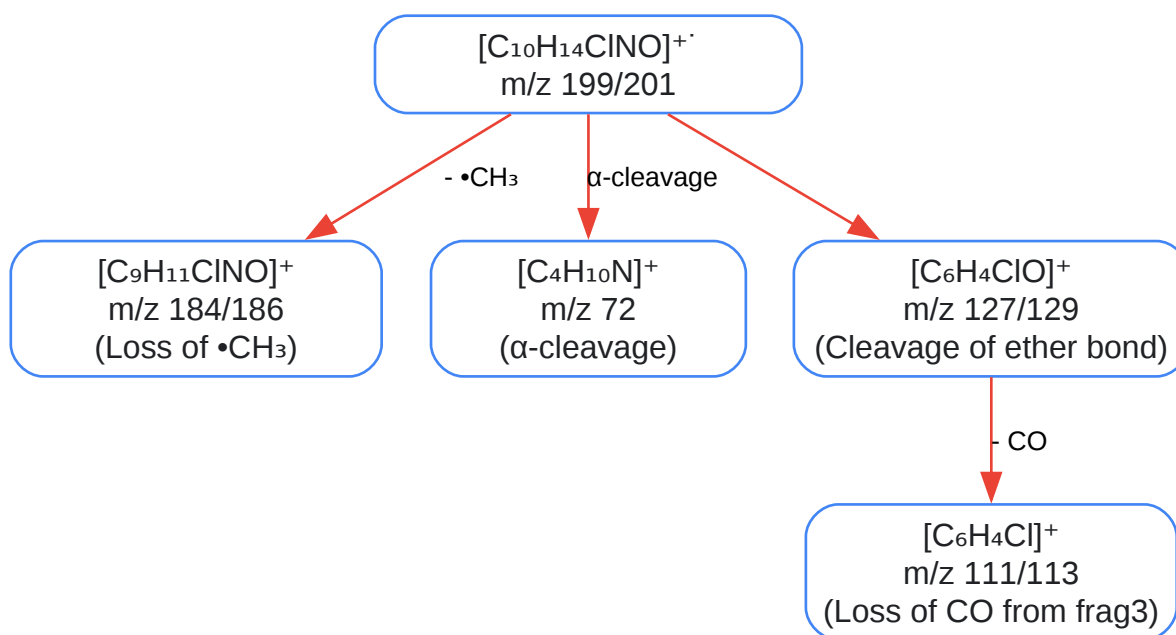 [C₁₀H₁₄ClNO]⁺˙
m/z 199/201
- •CH₃
α-cleavage
[C₉H₁₁ClNO]⁺
m/z 184/186
(Loss of •CH₃)
[C₄H₁₀N]⁺
m/z 72
(α-cleavage)
[C₆H₄ClO]⁺
m/z 127/129
(Cleavage of ether bond)
- CO
[C₆H₄Cl]⁺
m/z 111/113
(Loss of CO from frag3)